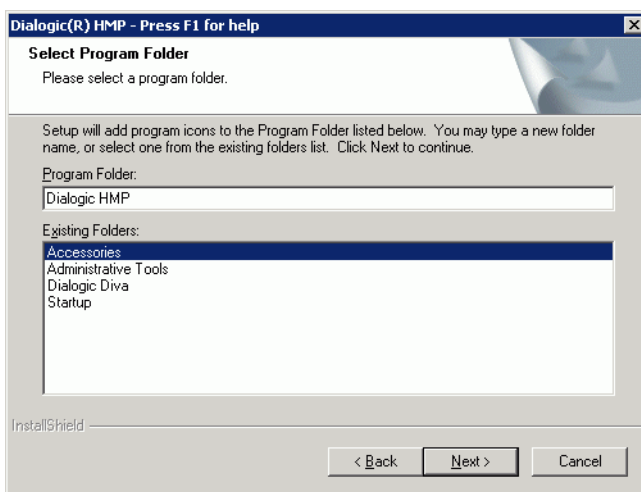 Dialogic(R) HMP - Press F1 for help
Select Program Folder
Please select a program folder.
Setup will add program icons to the Program Folder listed below. You may type a new folder
name, or select one from the existing folders list. Click Next to continue.
Program Folder:
Dialogic HMP
Existing Folders:
Accessories
Administrative Tools
Dialogic Diva
Startup
InstallShield
< Back Next > Cancel